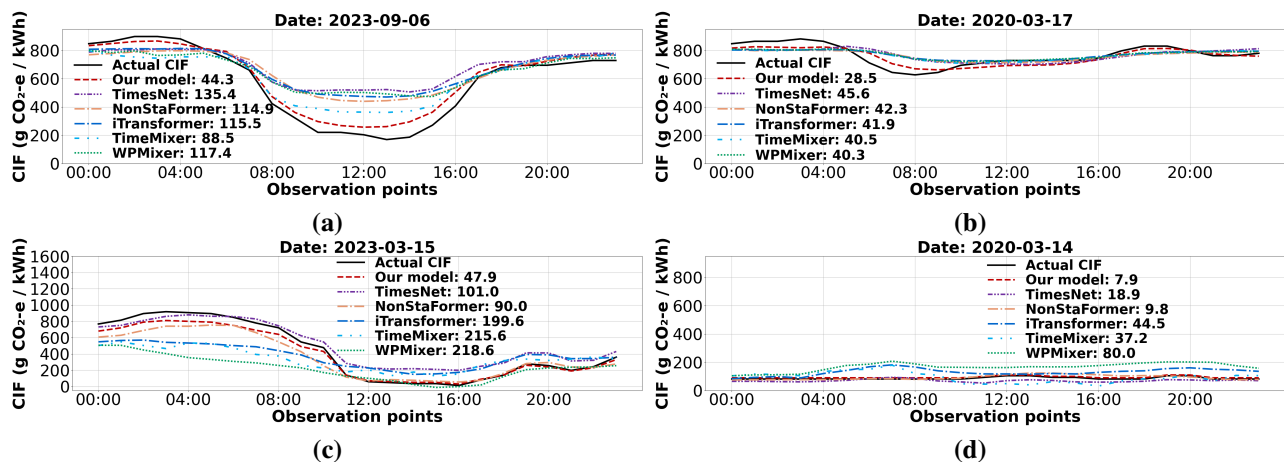 Date: 2023-09-06
CIF (g CO₂-e / kWh)
800
600
400
200
0
Actual CIF
Our model: 44.3
TimesNet: 135.4
NonStaFormer: 114.9
iTransformer: 115.5
TimeMixer: 88.5
WPMixer: 117.4
00:00 04:00 08:00 12:00 16:00 20:00
Observation points
(a)
Date: 2020-03-17
CIF (g CO₂-e / kWh)
800
600
400
200
0
Actual CIF
Our model: 28.5
TimesNet: 45.6
NonStaFormer: 42.3
iTransformer: 41.9
TimeMixer: 40.5
WPMixer: 40.3
00:00 04:00 08:00 12:00 16:00 20:00
Observation points
(b)
Date: 2023-03-15
CIF (g CO₂-e / kWh)
1600
1400
1200
1000
800
600
400
200
0
Actual CIF
Our model: 47.9
TimesNet: 101.0
NonStaFormer: 90.0
iTransformer: 199.6
TimeMixer: 215.6
WPMixer: 218.6
00:00 04:00 08:00 12:00 16:00 20:00
Observation points
(c)
Date: 2020-03-14
CIF (g CO₂-e / kWh)
800
600
400
200
0
Actual CIF
Our model: 7.9
TimesNet: 18.9
NonStaFormer: 9.8
iTransformer: 44.5
TimeMixer: 37.2
WPMixer: 80.0
00:00 04:00 08:00 12:00 16:00 20:00
Observation points
(d)